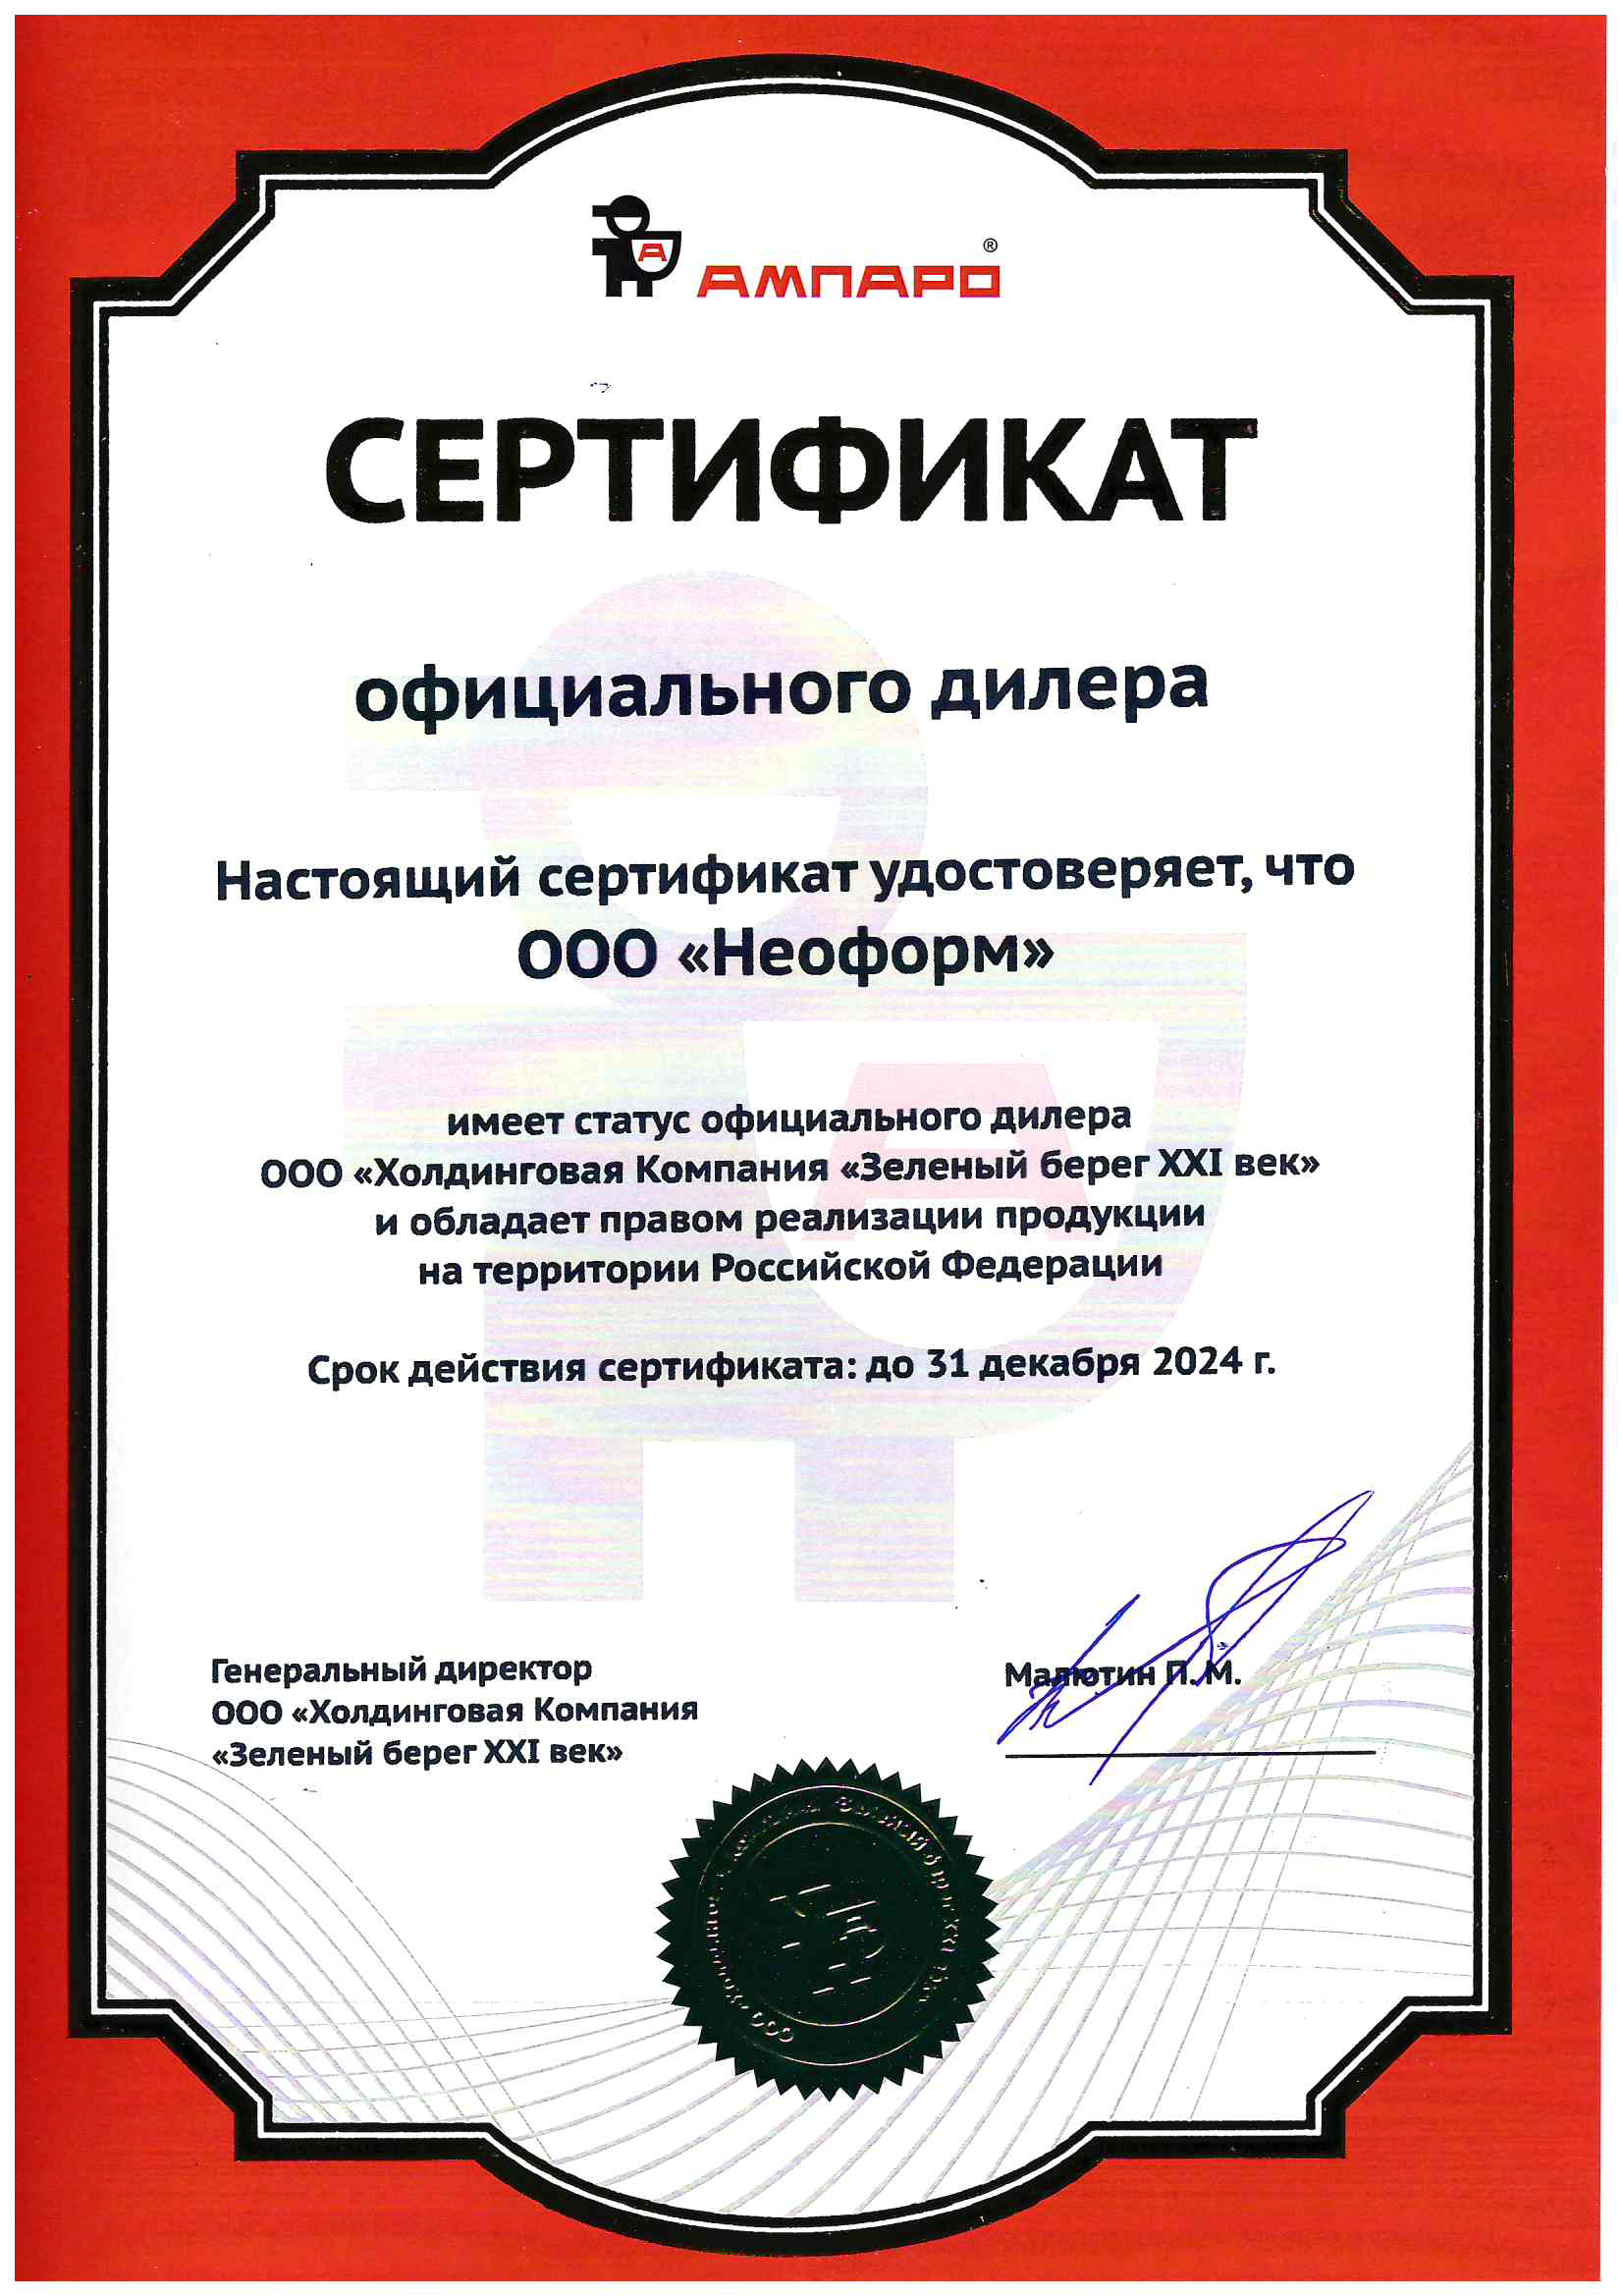 АМПАРО®
СЕРТИФИКАТ
официального дилера
Настоящий сертификат удостоверяет, что
ООО «Неоформ»
имеет статус официального дилера
ООО «Холдинговая Компания «Зеленый берег XXI век»
и обладает правом реализации продукции
на территории Российской Федерации
Срок действия сертификата: до 31 декабря 2024 г.
Генеральный директор
ООО «Холдинговая Компания
«Зеленый берег XXI век»
Малютин П. М.
ООО